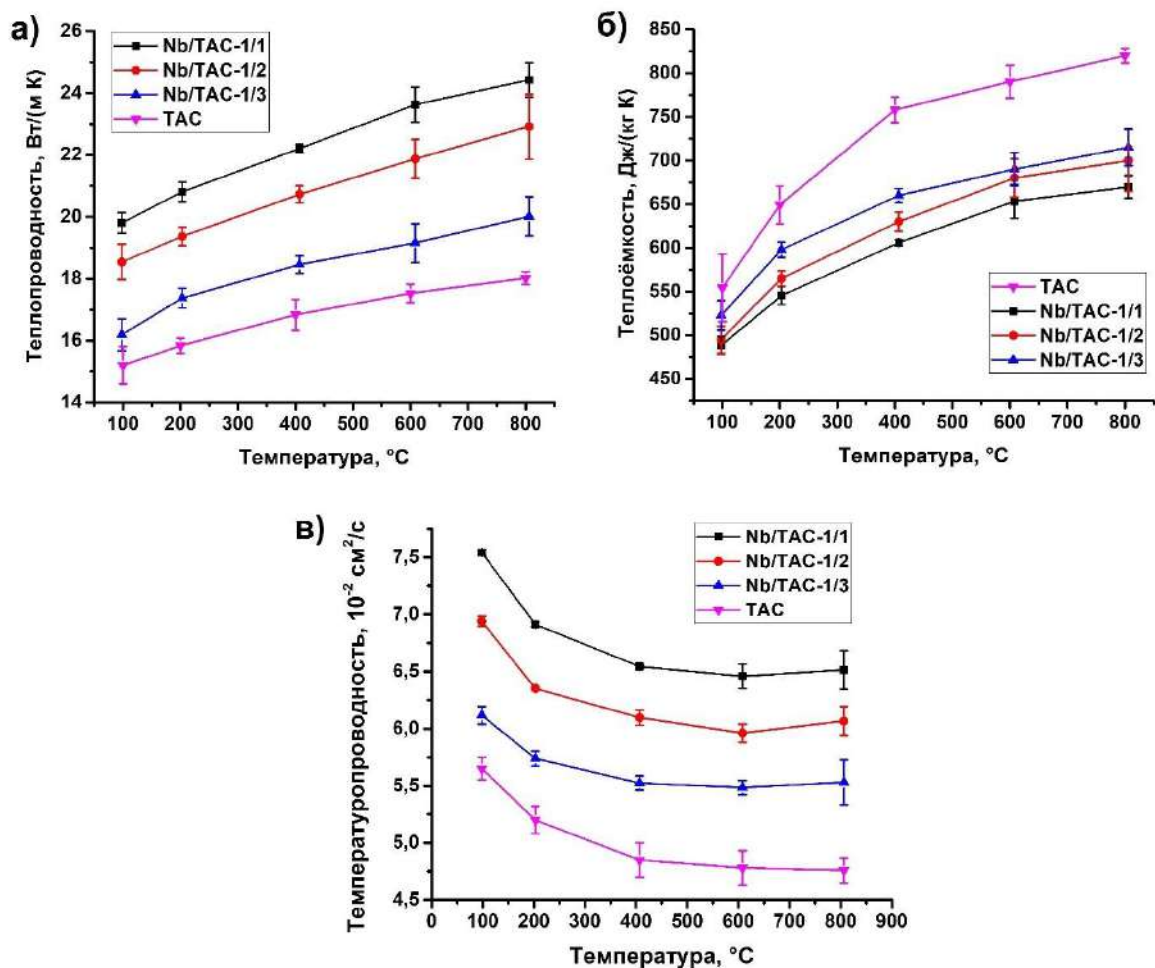 а)
Теплопроводность, Вт/(м К)
26
24
22
20
18
16
14
Nb/TAC-1/1
Nb/TAC-1/2
Nb/TAC-1/3
TAC
100 200 300 400 500 600 700 800
Температура, °C
б)
Теплоёмкость, Дж/(кг К)
850
800
750
700
650
600
550
500
450
TAC
Nb/TAC-1/1
Nb/TAC-1/2
Nb/TAC-1/3
100 200 300 400 500 600 700 800
Температура, °C
в)
Температуропроводность, 10⁻² см²/с
7,5
7,0
6,5
6,0
5,5
5,0
4,5
Nb/TAC-1/1
Nb/TAC-1/2
Nb/TAC-1/3
TAC
0 100 200 300 400 500 600 700 800 900
Температура, °C